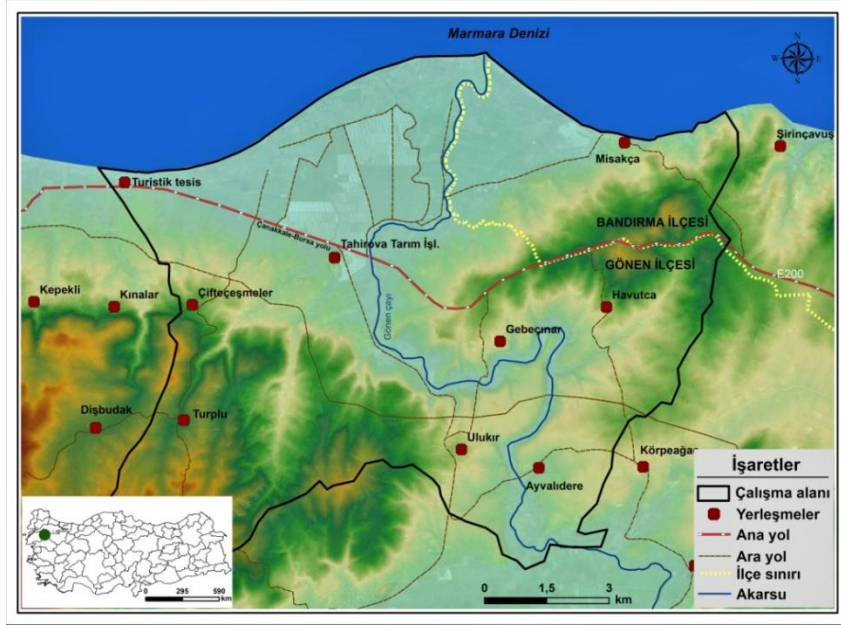 Marmara Denizi
N
W E
S
Şirinçavuş
Misakça
Turistik tesis
BANDIRMA İLÇESİ
Çanakkale-Bursa yolu
Tahirova Tarım İşl.
GÖNEN İLÇESİ
E200
Kepekli
Kınalar
Çifteçeşmeler
Havutca
Gönen çayı
Gebeçınar
Dışbudak
Turplu
Ulukır
Ayvalıdere
Körpeağaç
İşaretler
Çalışma alanı
Yerleşmeler
Ana yol
Ara yol
İlçe sınırı
Akarsu
0 295 590
km
0 1,5 3
km